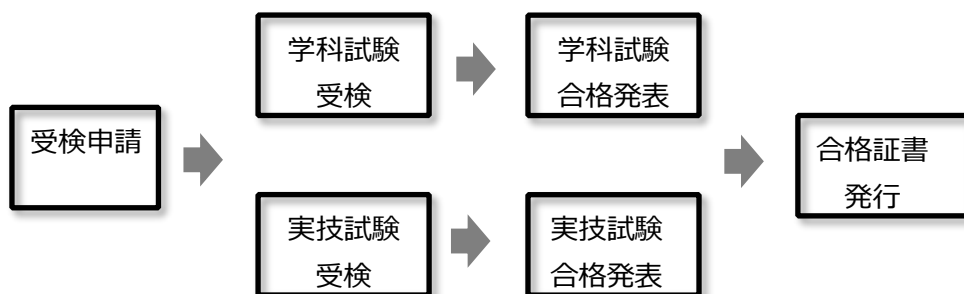 受検申請
学科試験
受検
学科試験
合格発表
実技試験
受検
実技試験
合格発表
合格証書
発行